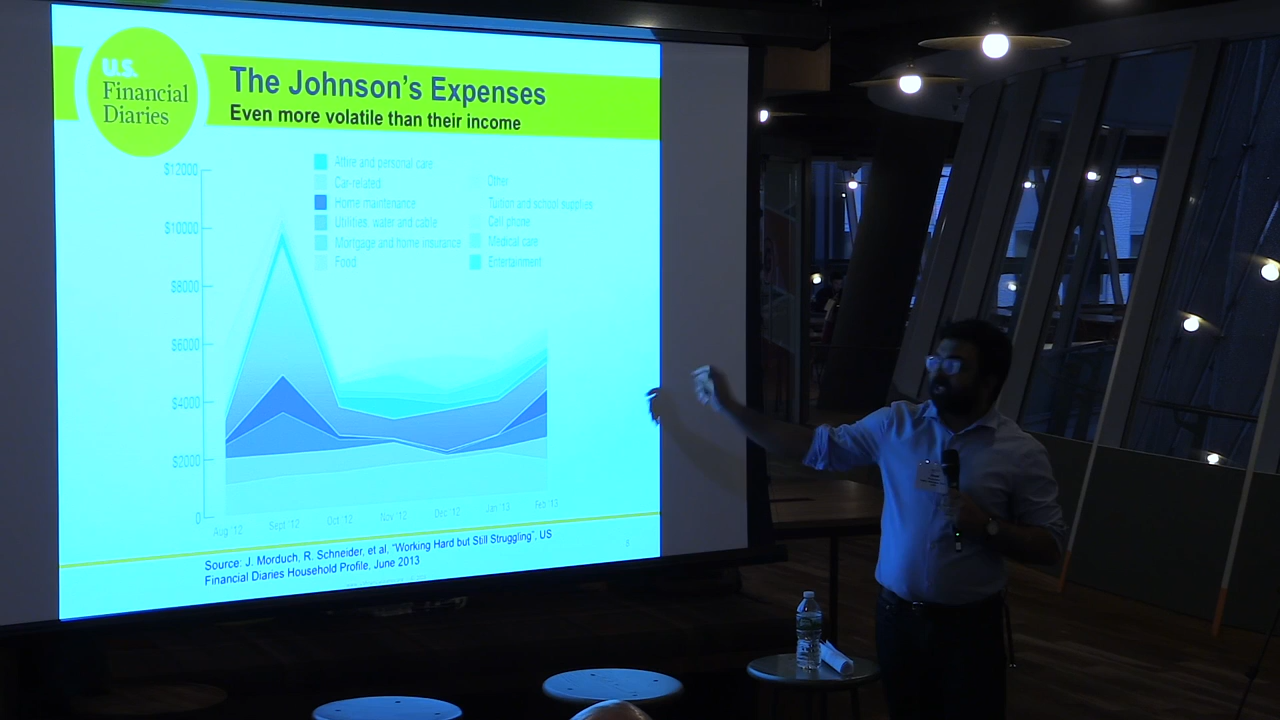 U.S.
Financial
Diaries
The Johnson's Expenses
Even more volatile than their income
$12000
$10000
$8000
$6000
$4000
$2000
0
Attire and personal care
Car-related
Home maintenance
Utilities, water and cable
Mortgage and home insurance
Food
Other
Tuition and school supplies
Cell phone
Medical care
Entertainment
Aug '12
Sept '12
Oct '12
Nov '12
Dec '12
Jan '13
Feb '13
Source: J. Morduch, R. Schneider, et al, "Working Hard but Still Struggling", US
Financial Diaries Household Profile, June 2013